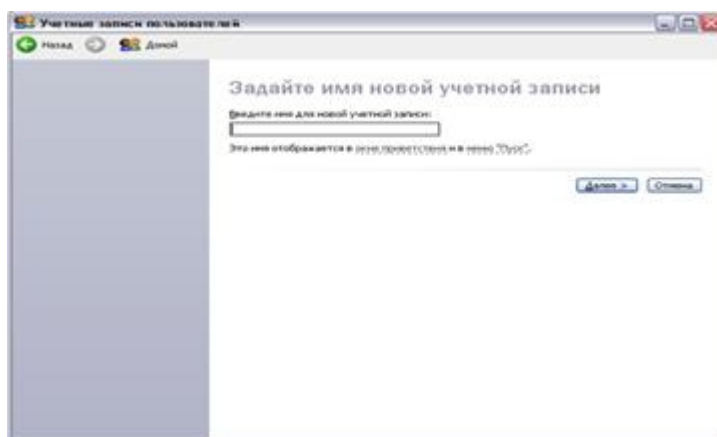 Учетные записи пользователей
Назад Домой
Задайте имя новой учетной записи
Введите имя для новой учетной записи:
Это имя отображается в окне приветствия и в меню "Пуск".
Далее > Отмена